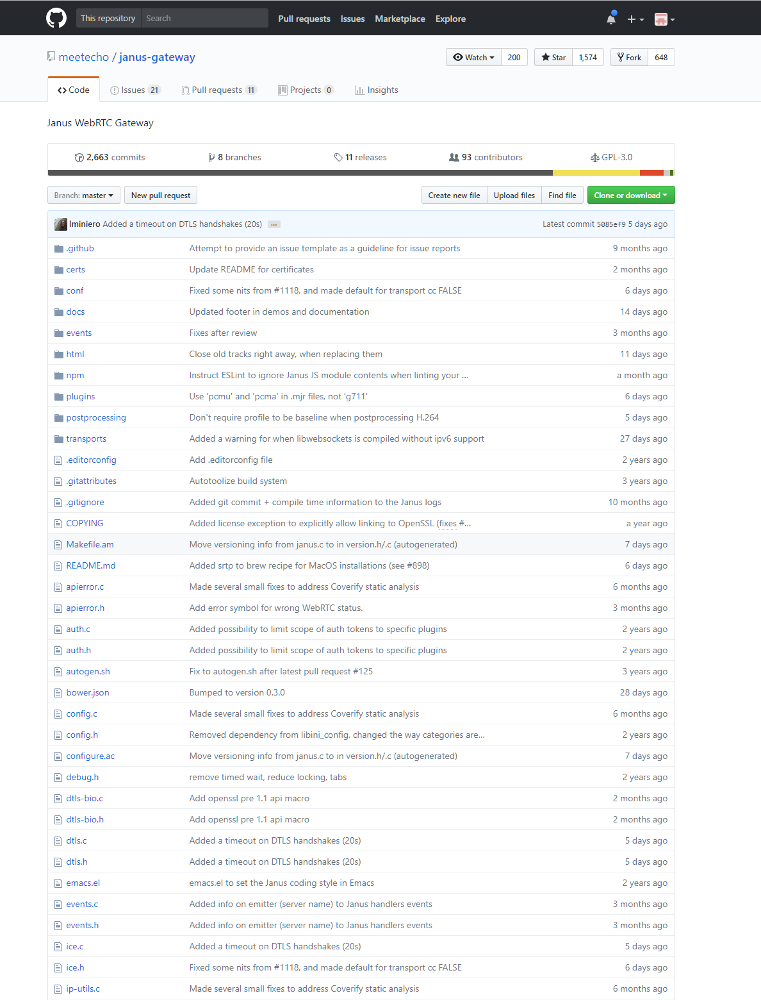 This repository Search Pull requests Issues Marketplace Explore
meetecho / janus-gateway Watch 200 Star 1,574 Fork 648
Code Issues 21 Pull requests 11 Projects 0 Insights
Janus WebRTC Gateway
2,663 commits 8 branches 11 releases 93 contributors GPL-3.0
Branch: master New pull request Create new file Upload files Find file Clone or download
lminiero Added a timeout on DTLS handshakes (20s) ... Latest commit 5085ef9 5 days ago
.github Attempt to provide an issue template as a guideline for issue reports 9 months ago
certs Update README for certificates 2 months ago
conf Fixed some nits from #1118, and made default for transport cc FALSE 6 days ago
docs Updated footer in demos and documentation 14 days ago
events Fixes after review 3 months ago
html Close old tracks right away, when replacing them 11 days ago
npm Instruct ESLint to ignore Janus JS module contents when linting your ... a month ago
plugins Use 'pcmu' and 'pcma' in .mjr files, not 'g711' 6 days ago
postprocessing Don't require profile to be baseline when postprocessing H.264 5 days ago
transports Added a warning for when libwebsockets is compiled without ipv6 support 27 days ago
.editorconfig Add .editorconfig file 2 years ago
.gitattributes Autotoolize build system 3 years ago
.gitignore Added git commit + compile time information to the Janus logs 10 months ago
COPYING Added license exception to explicitly allow linking to OpenSSL (fixes #... a year ago
Makefile.am Move versioning info from janus.c to in version.h/.c (autogenerated) 7 days ago
README.md Added srtp to brew recipe for MacOS installations (see #898) 6 days ago
apierror.c Made several small fixes to address Coverify static analysis 6 months ago
apierror.h Add error symbol for wrong WebRTC status. 3 months ago
auth.c Added possibility to limit scope of auth tokens to specific plugins 2 years ago
auth.h Added possibility to limit scope of auth tokens to specific plugins 2 years ago
autogen.sh Fix to autogen.sh after latest pull request #125 3 years ago
bower.json Bumped to version 0.3.0 28 days ago
config.c Made several small fixes to address Coverify static analysis 6 months ago
config.h Removed dependency from libini_config, changed the way categories are... 2 years ago
configure.ac Move versioning info from janus.c to in version.h/.c (autogenerated) 7 days ago
debug.h remove timed wait, reduce locking, tabs 2 years ago
dtls-bio.c Add openssl pre 1.1 api macro 2 months ago
dtls-bio.h Add openssl pre 1.1 api macro 2 months ago
dtls.c Added a timeout on DTLS handshakes (20s) 5 days ago
dtls.h Added a timeout on DTLS handshakes (20s) 5 days ago
emacs.el emacs.el to set the Janus coding style in Emacs 2 years ago
events.c Added info on emitter (server name) to Janus handlers events 3 months ago
events.h Added info on emitter (server name) to Janus handlers events 3 months ago
ice.c Added a timeout on DTLS handshakes (20s) 5 days ago
ice.h Fixed some nits from #1118, and made default for transport cc FALSE 6 days ago
ip-utils.c Made several small fixes to address Coverify static analysis 6 months ago